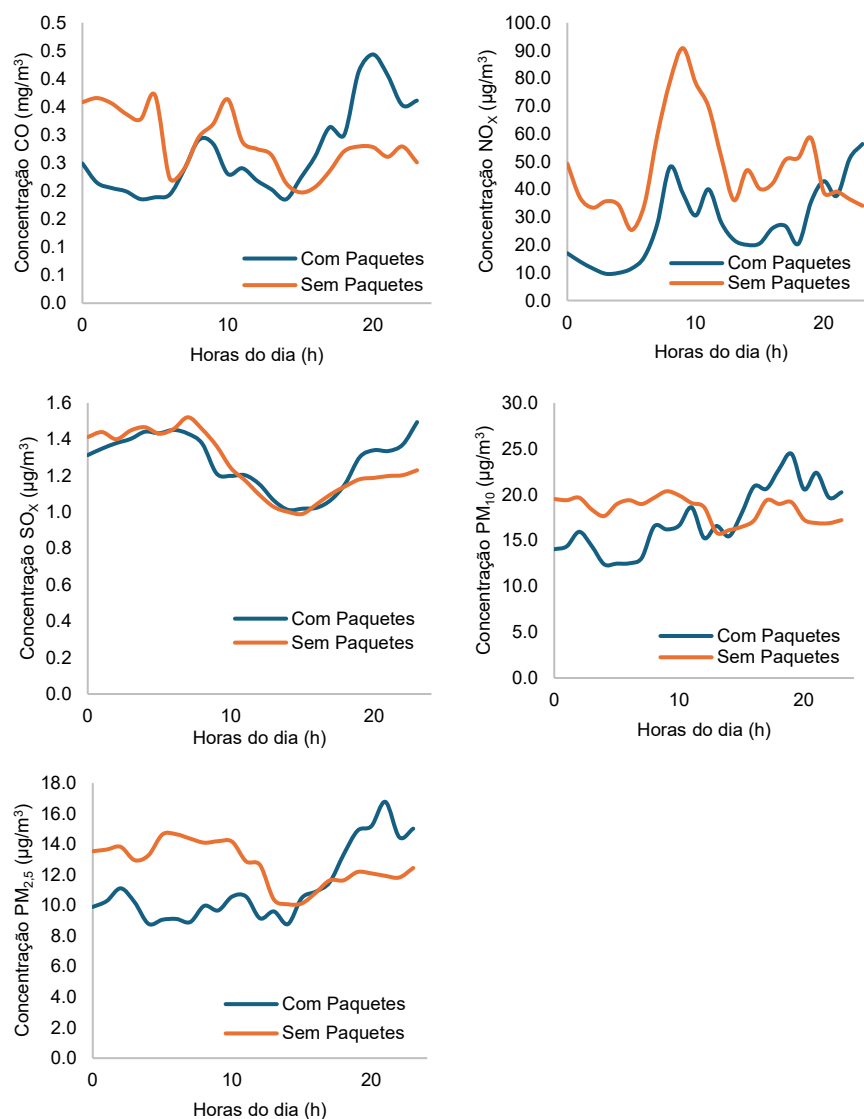 Concentração CO (mg/m³)
0.5
0.5
0.4
0.4
0.3
0.3
0.2
0.2
0.1
0.1
0.0
Com Paquetes
Sem Paquetes
0 10 20
Horas do dia (h)
Concentração NOX (µg/m³)
100.0
90.0
80.0
70.0
60.0
50.0
40.0
30.0
20.0
10.0
0.0
Com Paquetes
Sem Paquetes
0 10 20
Horas do dia (h)
Concentração SOX (µg/m³)
1.6
1.4
1.2
1.0
0.8
0.6
0.4
0.2
0.0
Com Paquetes
Sem Paquetes
0 10 20
Horas do dia (h)
Concentração PM10 (µg/m³)
30.0
25.0
20.0
15.0
10.0
5.0
0.0
Com Paquetes
Sem Paquetes
0 10 20
Horas do dia (h)
Concentração PM2,5 (µg/m³)
18.0
16.0
14.0
12.0
10.0
8.0
6.0
4.0
2.0
0.0
Com Paquetes
Sem Paquetes
0 10 20
Horas do dia (h)